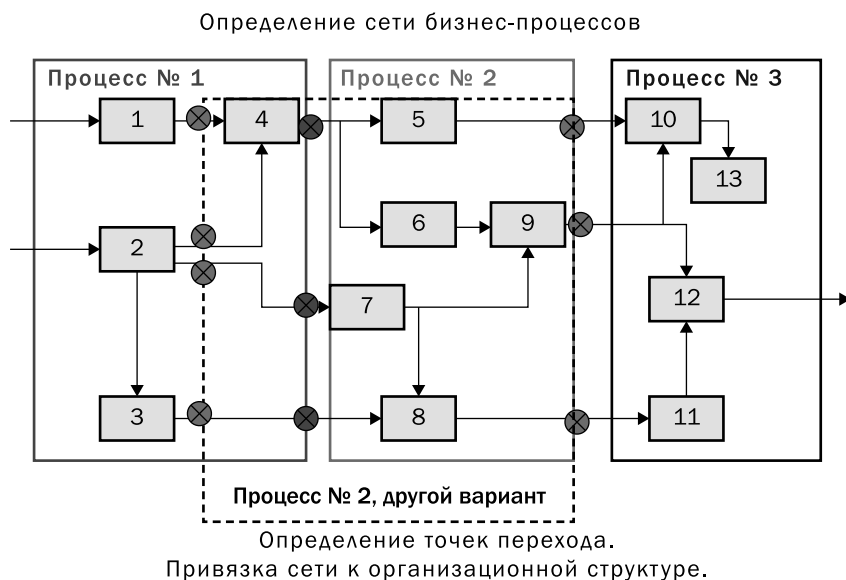 Определение сети бизнес-процессов
Процесс № 1
Процесс № 2
Процесс № 3
1
4
5
10
13
2
6
9
7
12
3
8
11
Процесс № 2, другой вариант
Определение точек перехода.
Привязка сети к организационной структуре.